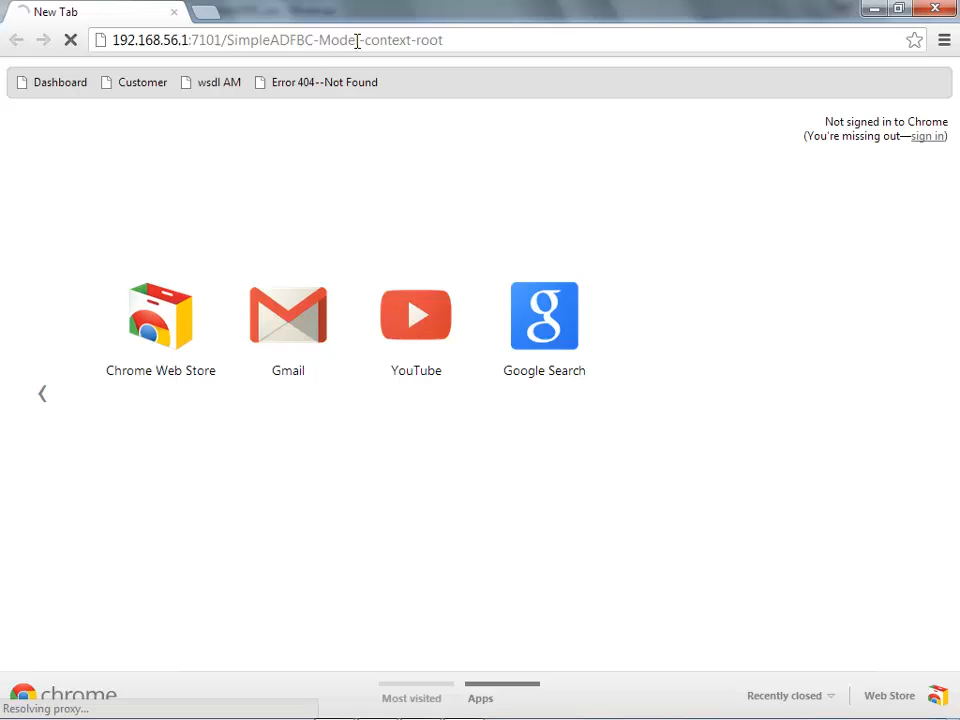 New Tab
192.168.56.1:7101/SimpleADFBC-Model-context-root
Dashboard Customer wsdl AM Error 404--Not Found
Not signed in to Chrome
(You're missing out—sign in)
Chrome Web Store Gmail YouTube Google Search
chrome
Most visited Apps Recently closed Web Store
Resolving proxy...